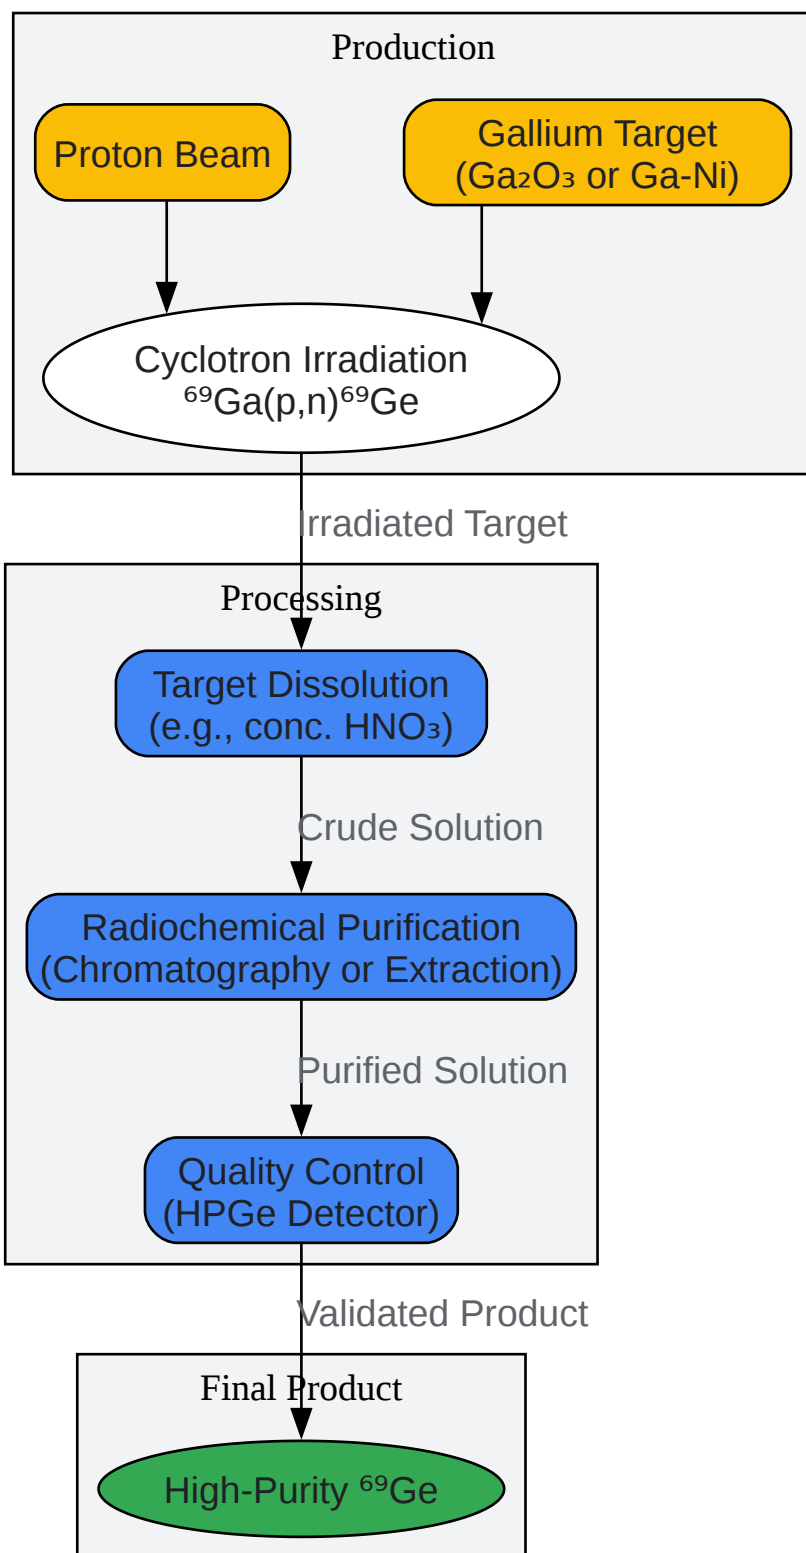 Production
Proton Beam
Gallium Target
(Ga₂O₃ or Ga-Ni)
Cyclotron Irradiation
⁶⁹Ga(p,n)⁶⁹Ge
Irradiated Target
Processing
Target Dissolution
(e.g., conc. HNO₃)
Crude Solution
Radiochemical Purification
(Chromatography or Extraction)
Purified Solution
Quality Control
(HPGe Detector)
Validated Product
Final Product
High-Purity ⁶⁹Ge